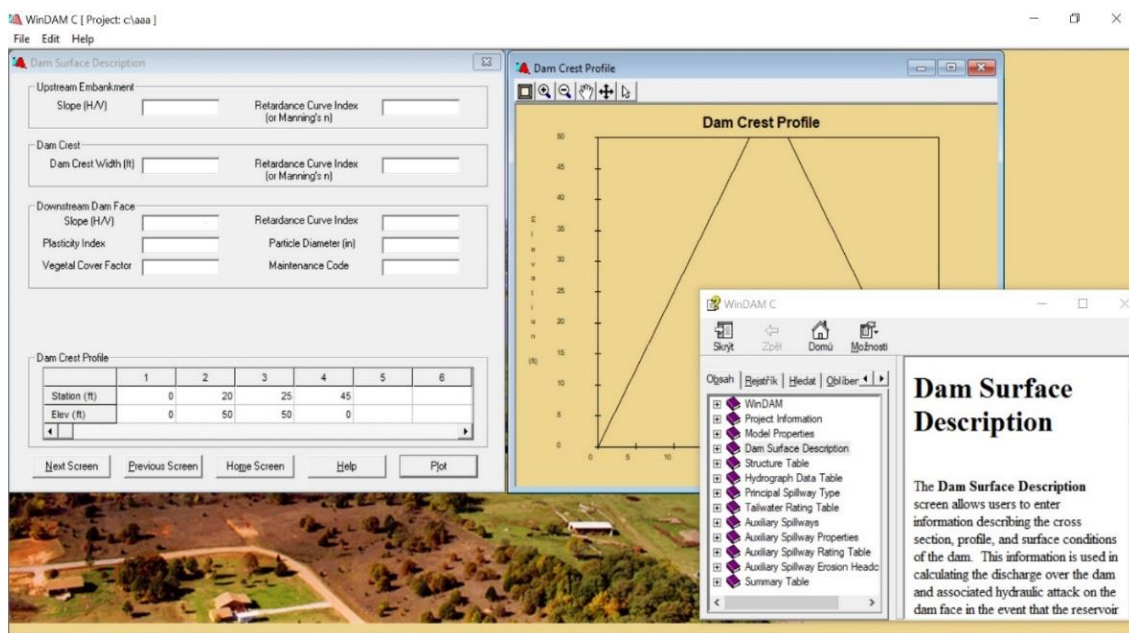 WinDAM C [ Project: c:\aaa ]
File Edit Help
Dam Surface Description
Upstream Embankment
Slope (H/V)
Retardance Curve Index
(or Manning's n)
Dam Crest
Dam Crest Width (ft)
Retardance Curve Index
(or Manning's n)
Downstream Dam Face
Slope (H/V)
Retardance Curve Index
Plasticity Index
Particle Diameter (in)
Vegetal Cover Factor
Maintenance Code
Dam Crest Profile
1 2 3 4 5 6
Station (ft) 0 20 25 45
Elev (ft) 0 50 50 0
Next Screen Previous Screen Home Screen Help Plot
Dam Crest Profile
Dam Crest Profile
50
45
40
35
30
25
20
15
10
5
0
Elevation
(ft)
0 5 10
WinDAM C
Skrýt Zpět Domů Možnosti
Obsah Rejstřík Hledat Oblíber
WinDAM
Project Information
Model Properties
Dam Surface Description
Structure Table
Hydrograph Data Table
Principal Spillway Type
Tailwater Rating Table
Auxiliary Spillways
Auxiliary Spillway Properties
Auxiliary Spillway Rating Table
Auxiliary Spillway Erosion Headc
Summary Table
Dam Surface
Description
The Dam Surface Description
screen allows users to enter
information describing the cross
section, profile, and surface conditions
of the dam. This information is used in
calculating the discharge over the dam
and associated hydraulic attack on the
dam face in the event that the reservoir